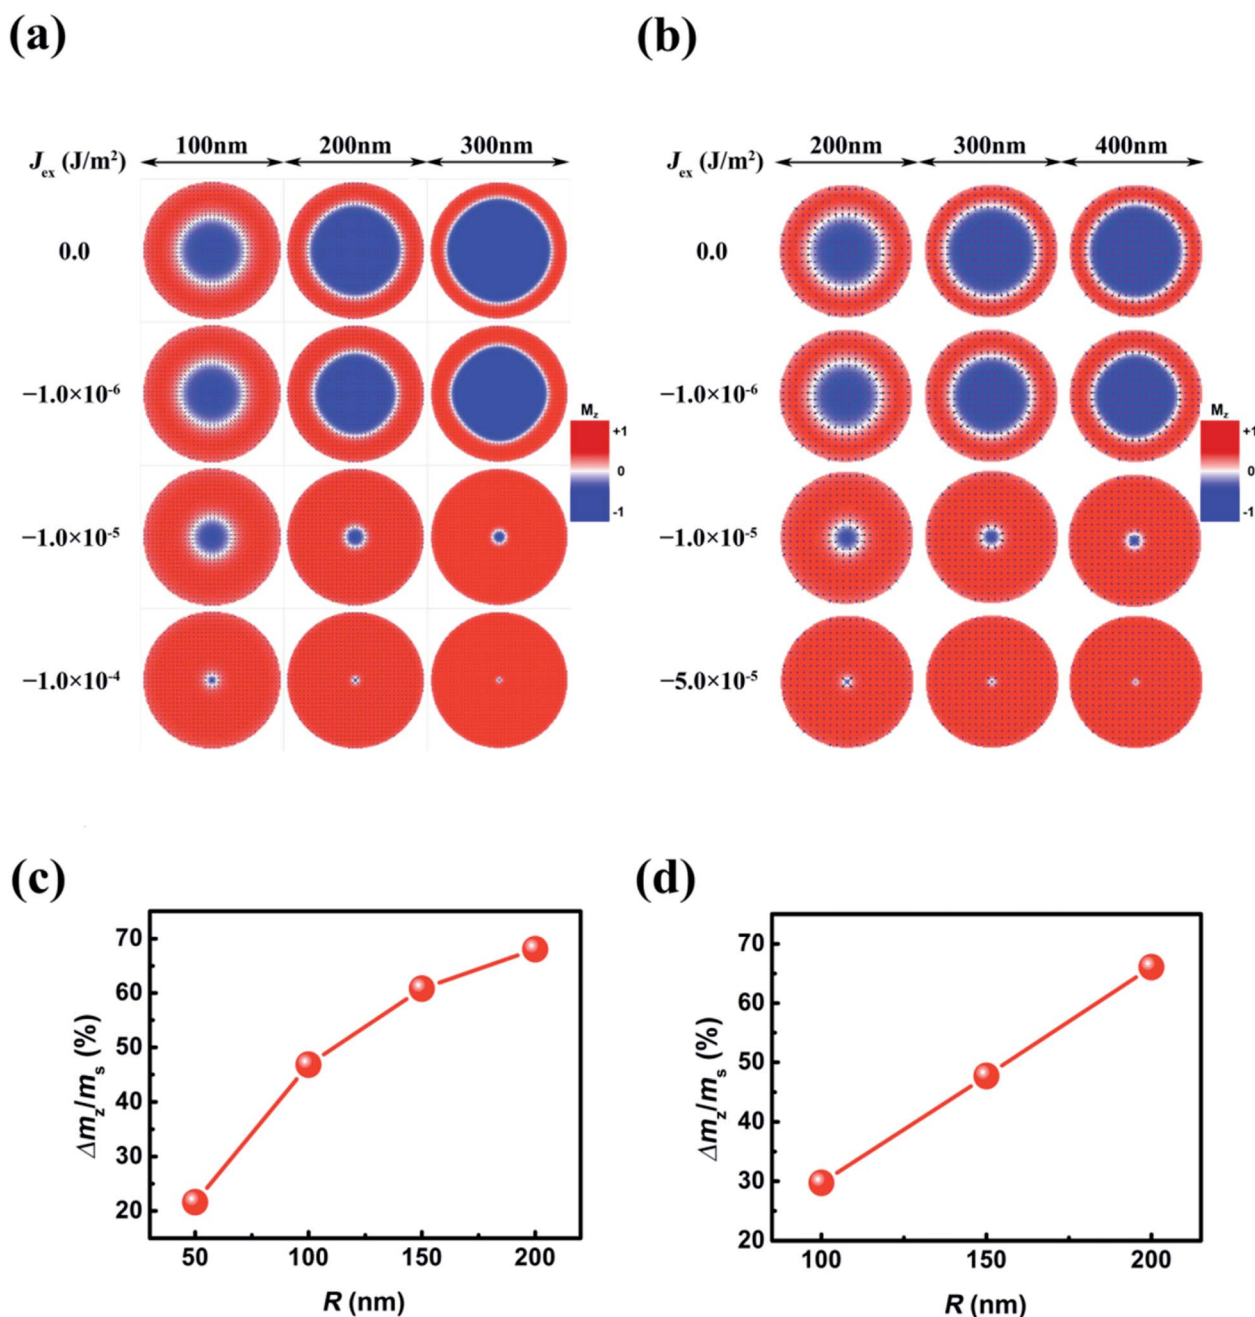 (a)
(b)
100nm 200nm 300nm
200nm 300nm 400nm
J_ex (J/m²)
J_ex (J/m²)
0.0
0.0
−1.0×10⁻⁶
−1.0×10⁻⁶
M_z
+1
0
-1
M_z
+1
0
-1
−1.0×10⁻⁵
−1.0×10⁻⁵
−1.0×10⁻⁴
−5.0×10⁻⁵
(c)
(d)
70
60
50
40
30
20
Δm_z/m_s (%)
50 100 150 200
R (nm)
70
60
50
40
30
20
Δm_z/m_s (%)
100 150 200
R (nm)